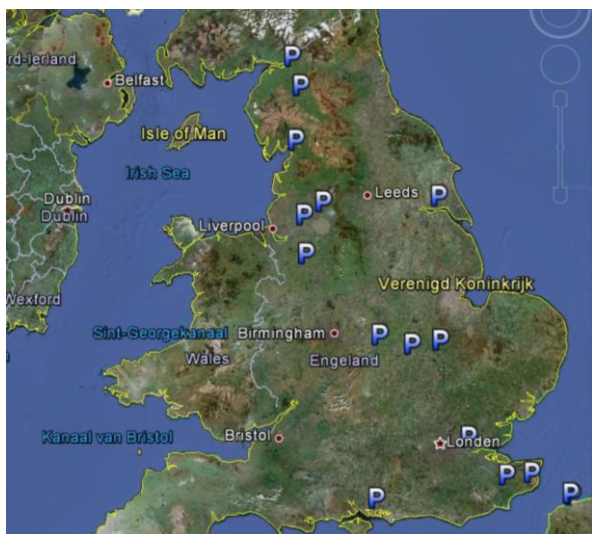 P
rd-Ierland
Belfast
P
Isle of Man
P
Irish Sea
Dublin
Dublin
Leeds
P
P
P
Liverpool
P
Verenigd Koninkrijk
Wexford
Sint-Georgekanaal
Birmingham
P
P
P
Wales
Engeland
Kanaal van Bristol
Bristol
P
Londen
P
P
P
P